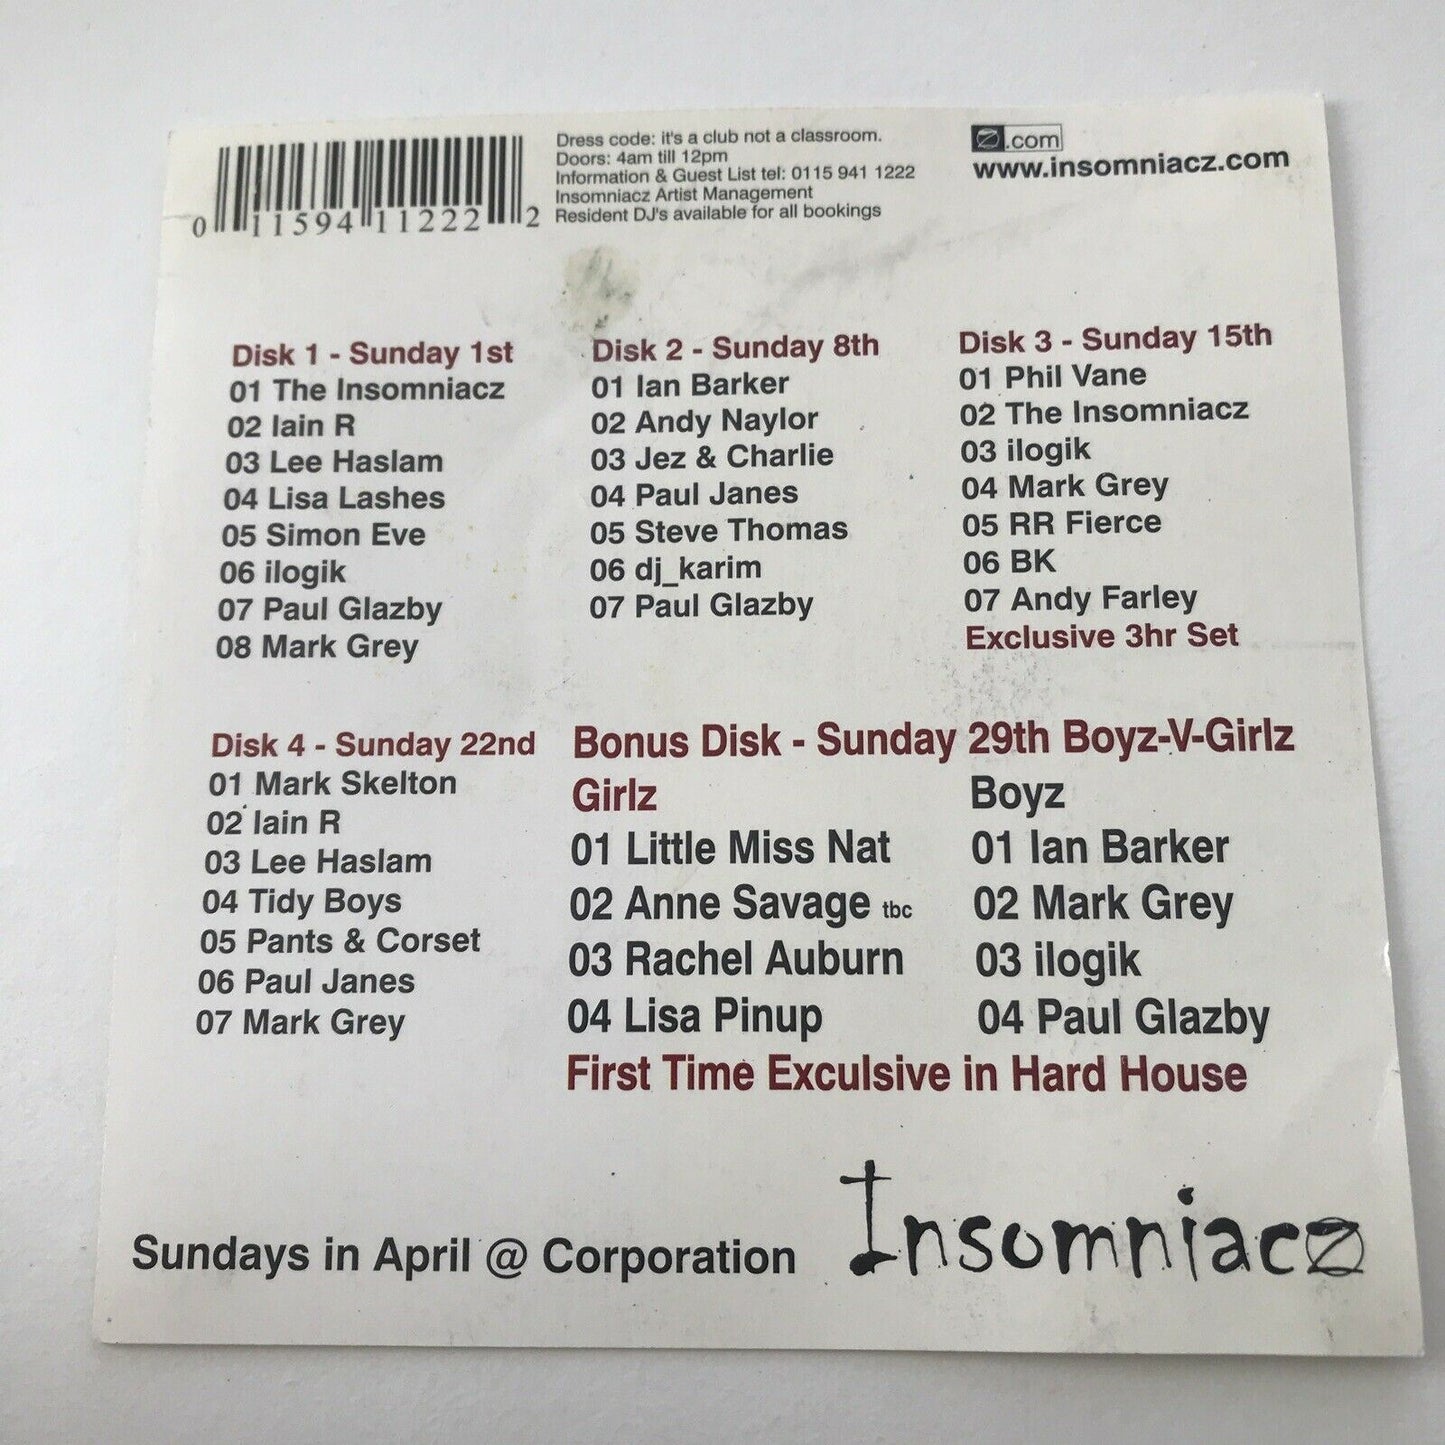 0 11594 11222 2
Dress code: it's a club not a classroom.
Doors: 4am till 12pm
Information & Guest List tel: 0115 941 1222
Insomniacz Artist Management
Resident DJ's available for all bookings
Z.com
www.insomniacz.com
Disk 1 - Sunday 1st
01 The Insomniacz
02 Iain R
03 Lee Haslam
04 Lisa Lashes
05 Simon Eve
06 ilogik
07 Paul Glazby
08 Mark Grey
Disk 2 - Sunday 8th
01 Ian Barker
02 Andy Naylor
03 Jez & Charlie
04 Paul Janes
05 Steve Thomas
06 dj_karim
07 Paul Glazby
Disk 3 - Sunday 15th
01 Phil Vane
02 The Insomniacz
03 ilogik
04 Mark Grey
05 RR Fierce
06 BK
07 Andy Farley
Exclusive 3hr Set
Disk 4 - Sunday 22nd
01 Mark Skelton
02 Iain R
03 Lee Haslam
04 Tidy Boys
05 Pants & Corset
06 Paul Janes
07 Mark Grey
Bonus Disk - Sunday 29th Boyz-V-Girlz
Girlz
01 Little Miss Nat
02 Anne Savage tbc
03 Rachel Auburn
04 Lisa Pinup
Boyz
01 Ian Barker
02 Mark Grey
03 ilogik
04 Paul Glazby
First Time Exculsive in Hard House
Sundays in April @ Corporation
Insomniacz